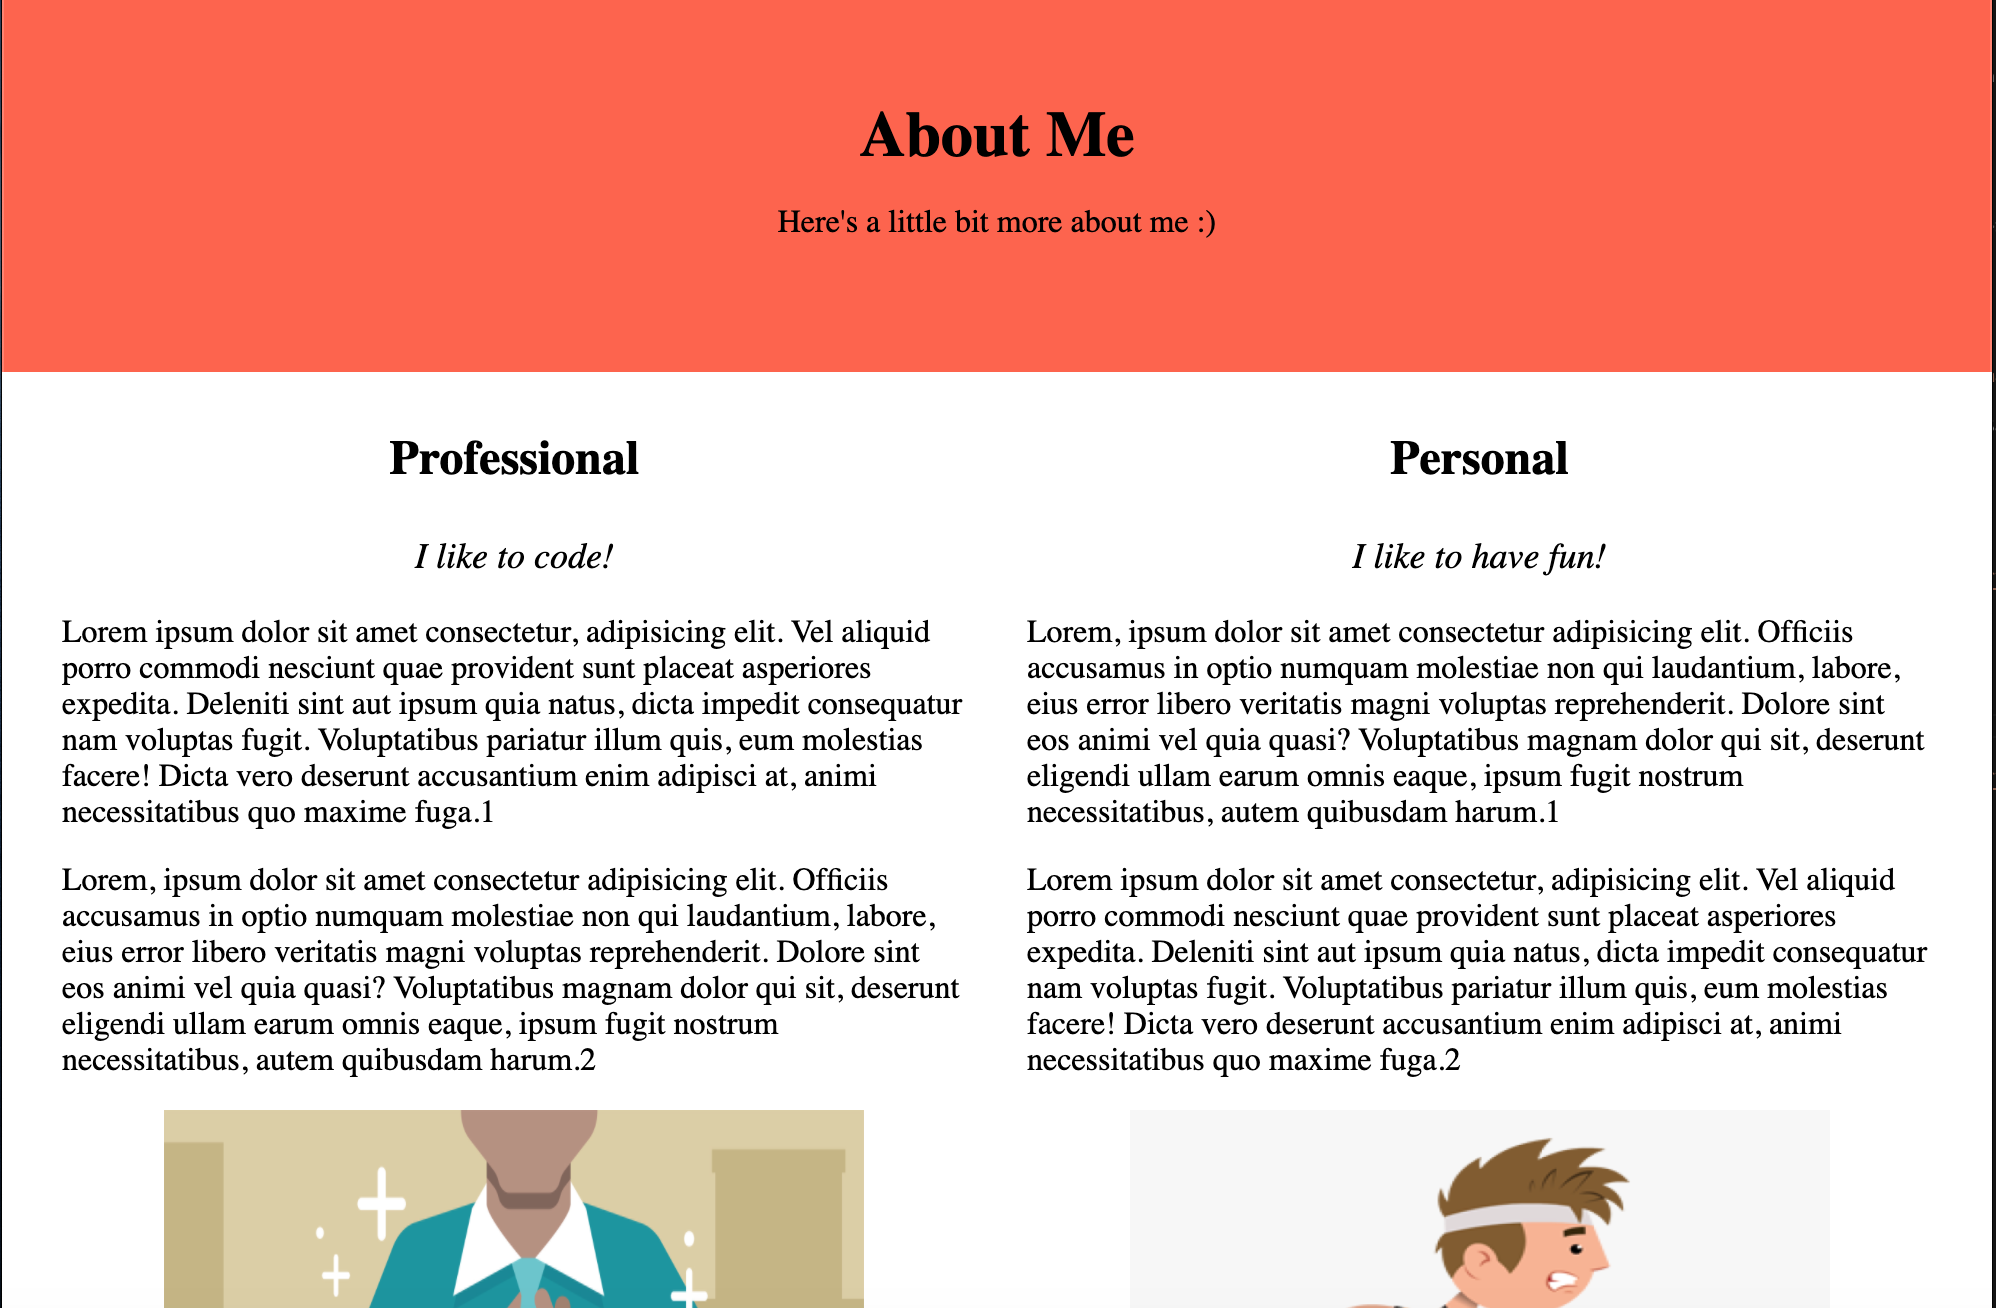 About Me
Here's a little bit more about me :)
Professional
I like to code!
Lorem ipsum dolor sit amet consectetur, adipisicing elit. Vel aliquid
porro commodi nesciunt quae provident sunt placeat asperiores
expedita. Deleniti sint aut ipsum quia natus, dicta impedit consequatur
nam voluptas fugit. Voluptatibus pariatur illum quis, eum molestias
facere! Dicta vero deserunt accusantium enim adipisci at, animi
necessitatibus quo maxime fuga.1
Lorem, ipsum dolor sit amet consectetur adipisicing elit. Officiis
accusamus in optio numquam molestiae non qui laudantium, labore,
eius error libero veritatis magni voluptas reprehenderit. Dolore sint
eos animi vel quia quasi? Voluptatibus magnam dolor qui sit, deserunt
eligendi ullam earum omnis eaque, ipsum fugit nostrum
necessitatibus, autem quibusdam harum.2
Personal
I like to have fun!
Lorem, ipsum dolor sit amet consectetur adipisicing elit. Officiis
accusamus in optio numquam molestiae non qui laudantium, labore,
eius error libero veritatis magni voluptas reprehenderit. Dolore sint
eos animi vel quia quasi? Voluptatibus magnam dolor qui sit, deserunt
eligendi ullam earum omnis eaque, ipsum fugit nostrum
necessitatibus, autem quibusdam harum.1
Lorem ipsum dolor sit amet consectetur, adipisicing elit. Vel aliquid
porro commodi nesciunt quae provident sunt placeat asperiores
expedita. Deleniti sint aut ipsum quia natus, dicta impedit consequatur
nam voluptas fugit. Voluptatibus pariatur illum quis, eum molestias
facere! Dicta vero deserunt accusantium enim adipisci at, animi
necessitatibus quo maxime fuga.2